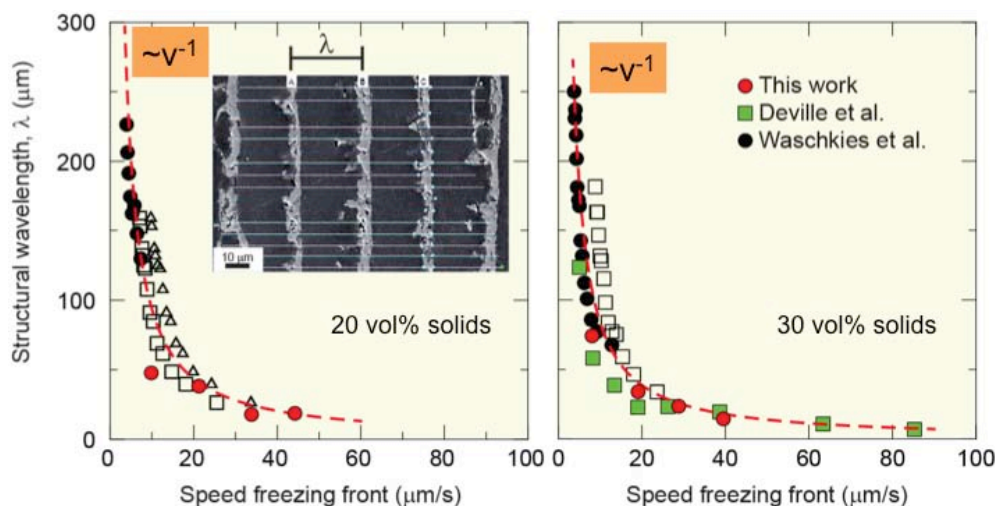 300
200
100
0
Structural wavelength, λ (μm)
~v⁻¹
λ
A B C
10 μm
20 vol% solids
0 20 40 60 80 100
Speed freezing front (μm/s)
~v⁻¹
This work
Deville et al.
Waschkies et al.
30 vol% solids
0 20 40 60 80 100
Speed freezing front (μm/s)